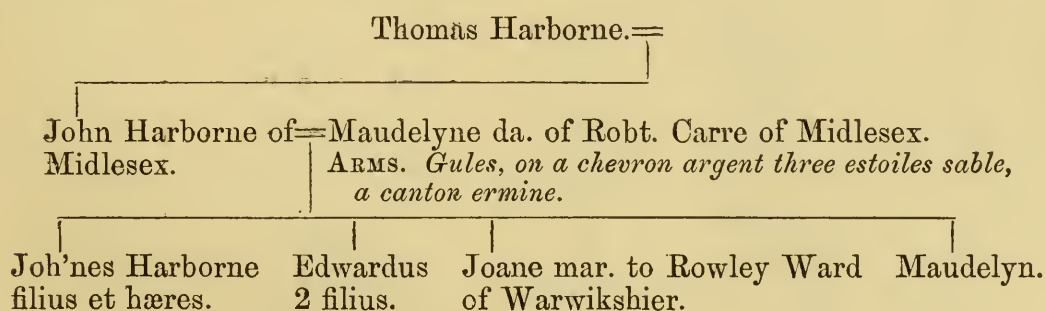 Thomas Harborne.=
John Harborne of=Maudelyne da. of Robt. Carre of Midlesex.
Midlesex.
ARMS. Gules, on a chevron argent three estoiles sable,
a canton ermine.
Joh'nes Harborne
filius et hæres.
Edwardus
2 filius.
Joane mar. to Rowley Ward
of Warwikshier.
Maudelyn.